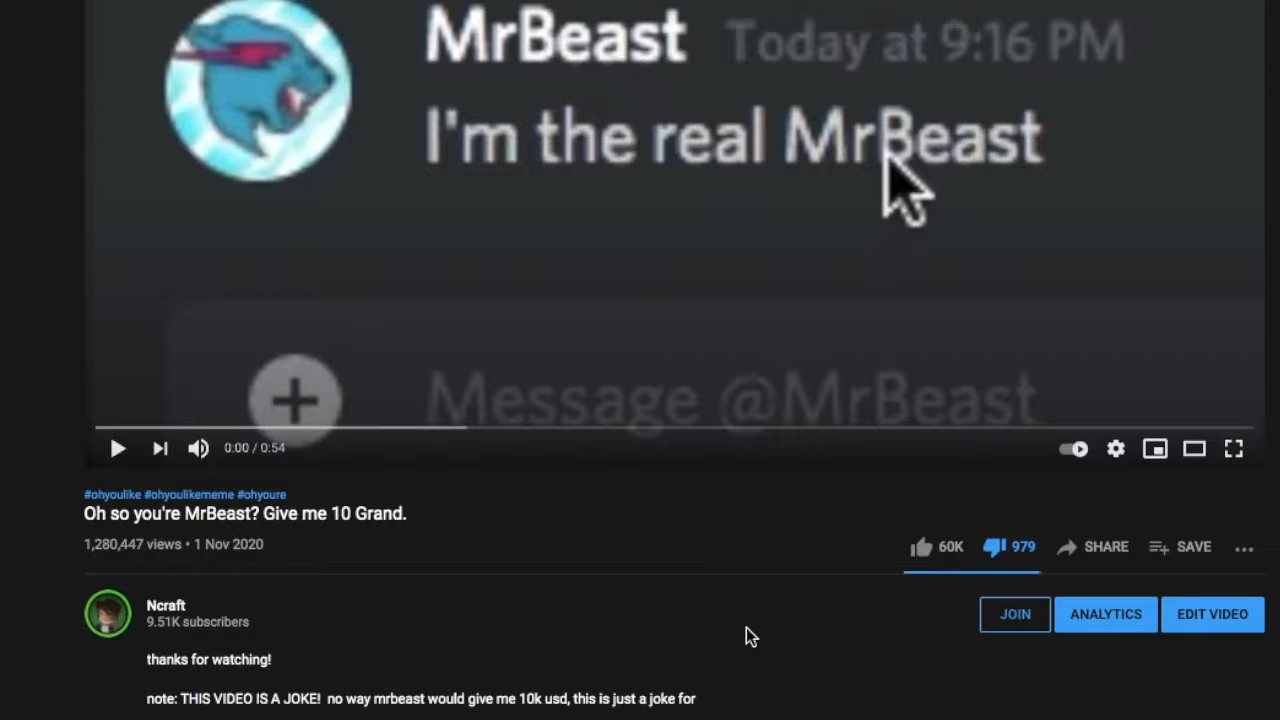 MrBeast Today at 9:16 PM
I'm the real MrBeast
Message @MrBeast
0:00 / 0:54
#ohyoulike #ohyoulikememe #ohyoure
Oh so you're MrBeast? Give me 10 Grand.
1,280,447 views • 1 Nov 2020
60K 979 SHARE SAVE
Ncraft
9.51K subscribers
JOIN ANALYTICS EDIT VIDEO
thanks for watching!
note: THIS VIDEO IS A JOKE! no way mrbeast would give me 10k usd, this is just a joke for